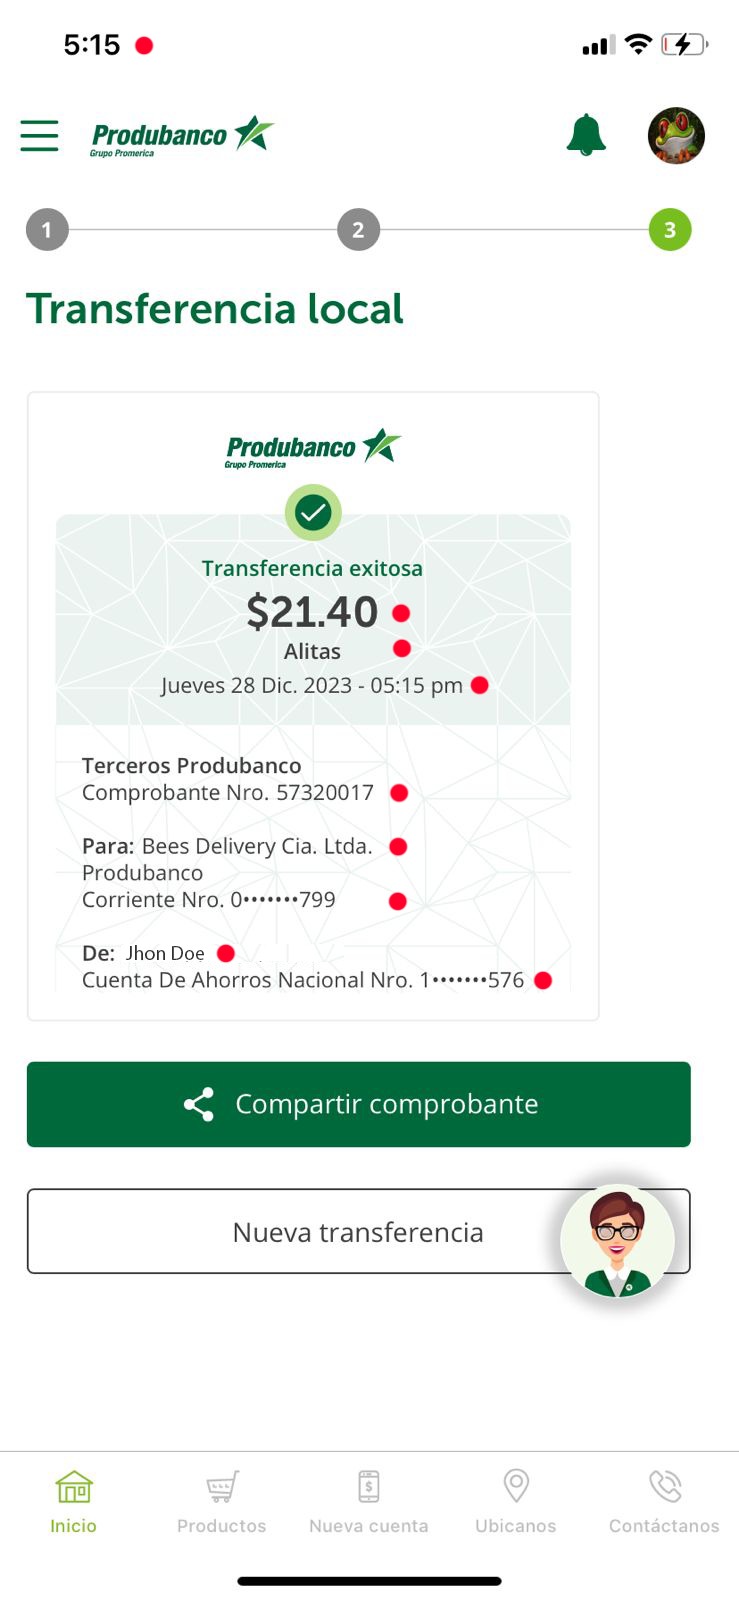 5:15
Produbanco
Grupo Promerica
1 2 3
Transferencia local
Produbanco
Grupo Promerica
Transferencia exitosa
$21.40
Alitas
Jueves 28 Dic. 2023 - 05:15 pm
Terceros Produbanco
Comprobante Nro. 57320017
Para: Bees Delivery Cia. Ltda.
Produbanco
Corriente Nro. 0•••••••799
De: Jhon Doe
Cuenta De Ahorros Nacional Nro. 1•••••••576
Compartir comprobante
Nueva transferencia
Inicio Productos Nueva cuenta Ubicanos Contáctanos